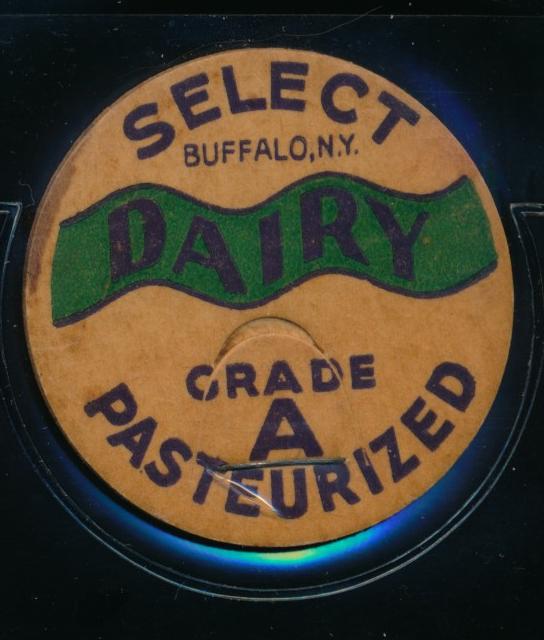 SELECT
BUFFALO, N.Y.
DAIRY
GRADE
A
PASTEURIZED